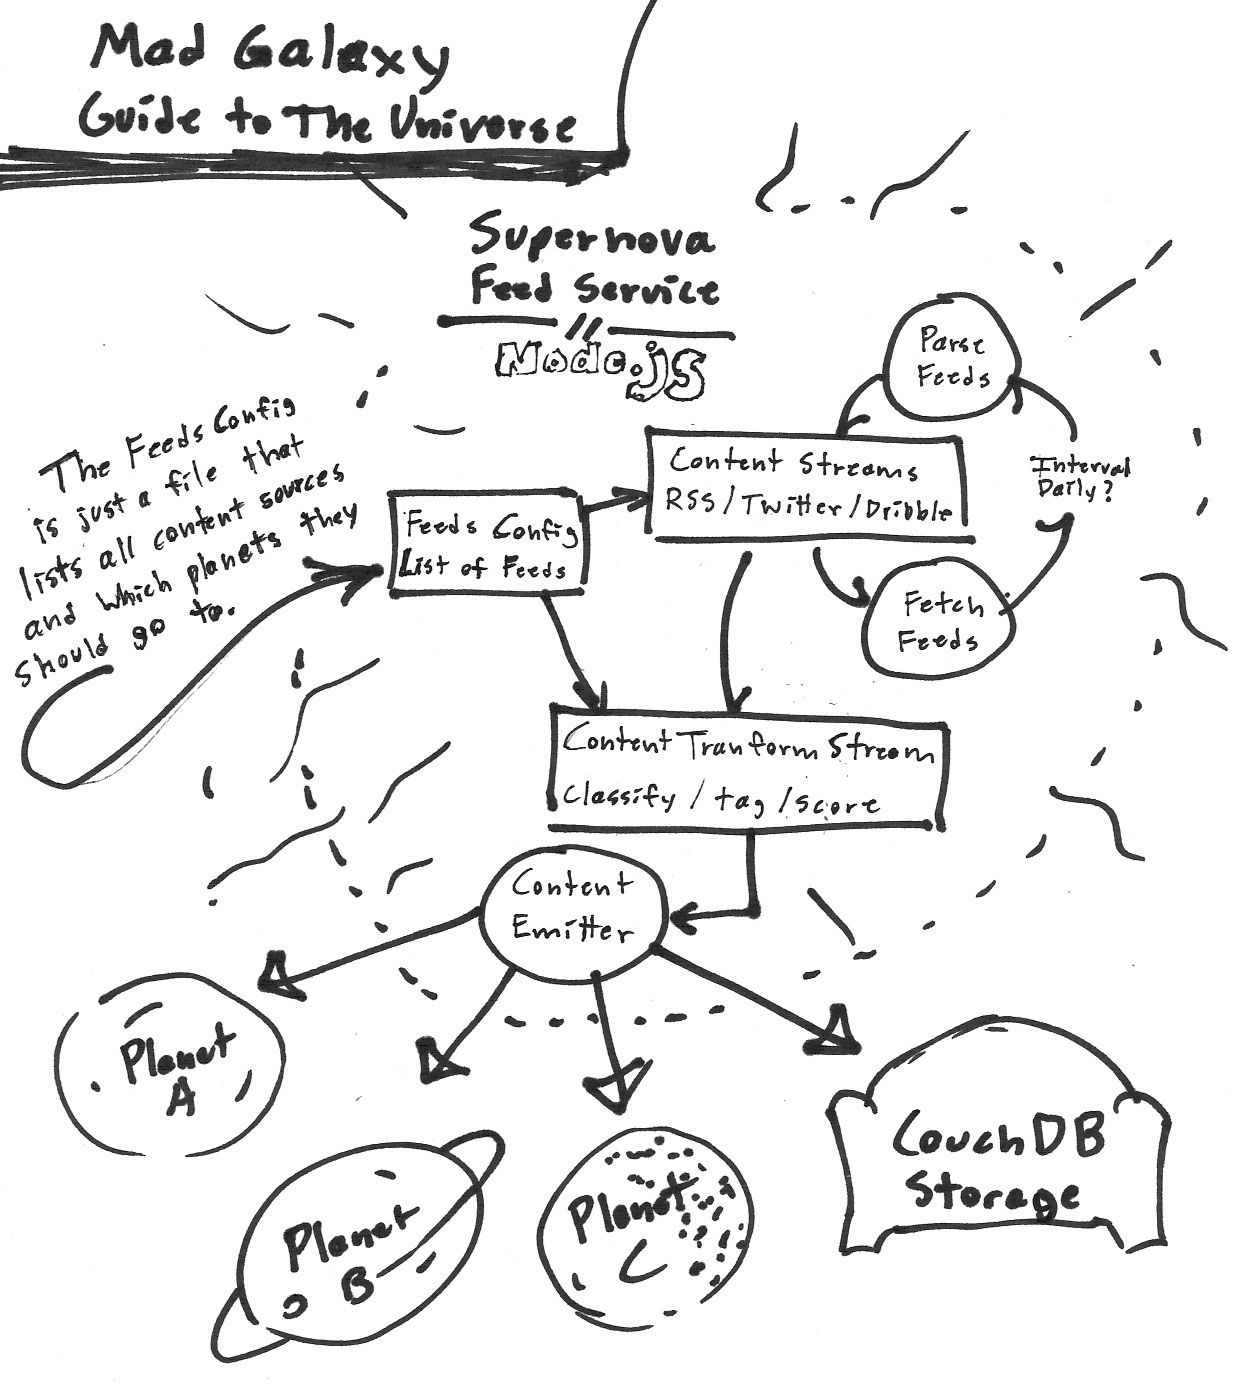 Mad Galaxy
Guide to The Universe
Supernova
Feed Service
//
Node.js
Parse
Feeds
The Feeds Config
is just a file that
lists all content sources
and which planets they
should go to.
Content Streams
RSS / Twitter / Dribble
Interval
Daily?
Feeds Config
List of Feeds
Fetch
Feeds
Content Tranform Stream
Classify / tag / score
Content
Emitter
Planet
A
Planet
B
Planet
C
CouchDB
Storage